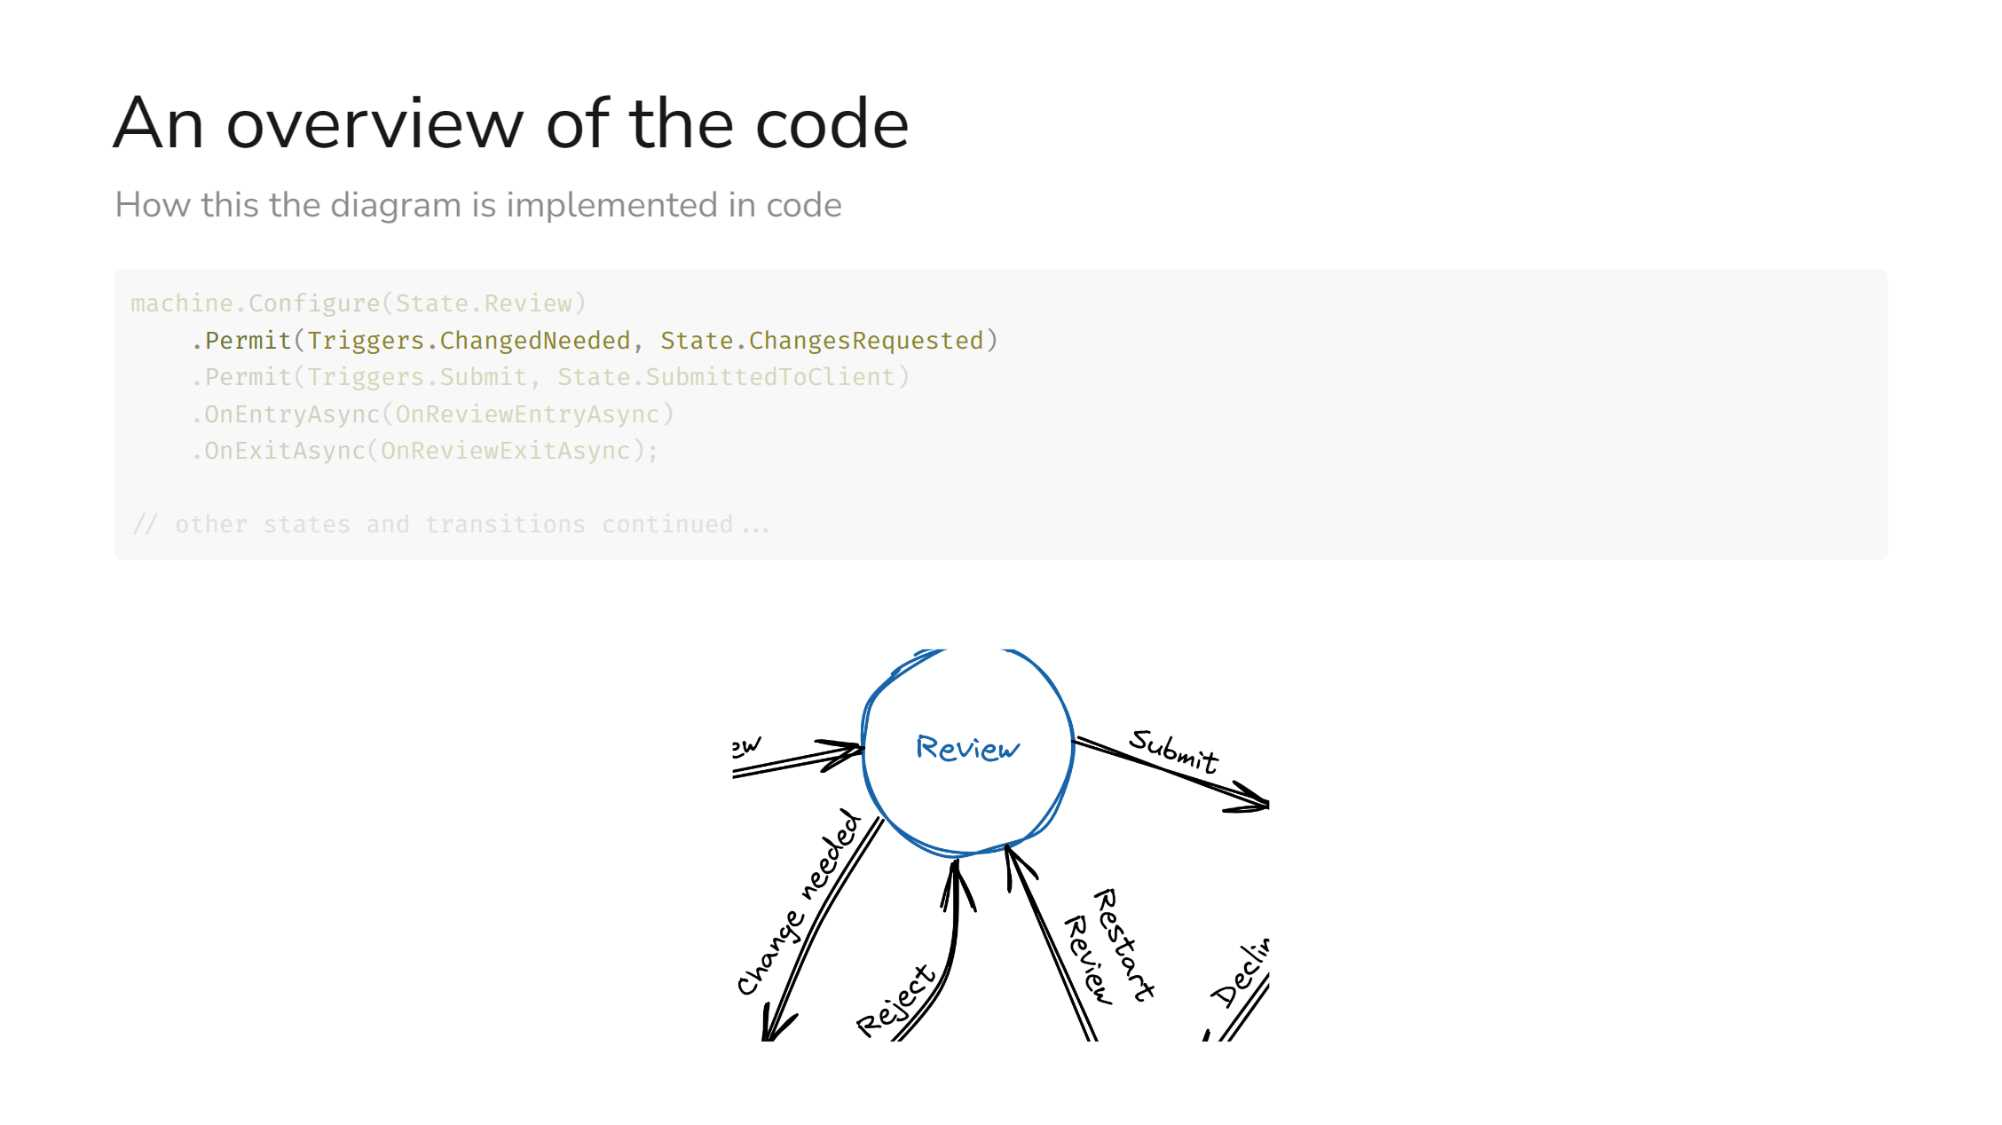 An overview of the code
How this the diagram is implemented in code
machine.Configure(State.Review)
.Permit(Triggers.ChangedNeeded, State.ChangesRequested)
.Permit(Triggers.Submit, State.SubmittedToClient)
.OnEntryAsync(OnReviewEntryAsync)
.OnExitAsync(OnReviewExitAsync);
// other states and transitions continued...
Review
Submit
Change needed
Reject
Restart
Review